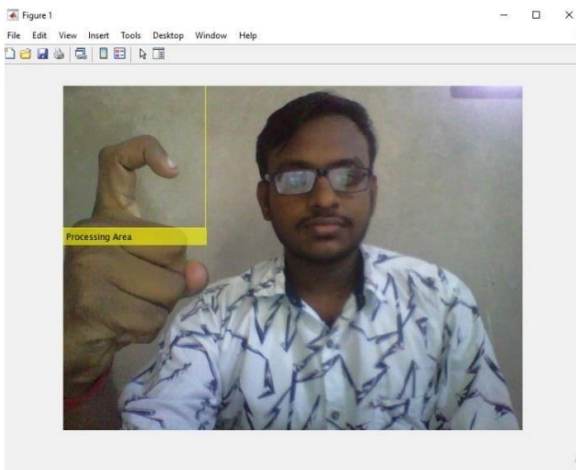 Figure 1
File Edit View Insert Tools Desktop Window Help
Processing Area